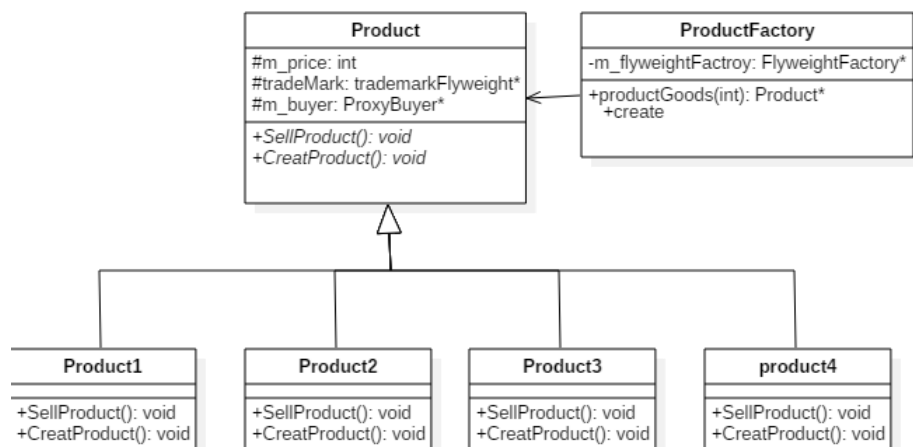 Product
#m_price: int
#tradeMark: trademarkFlyweight*
#m_buyer: ProxyBuyer*
+SellProduct(): void
+CreatProduct(): void
ProductFactory
-m_flyweightFactroy: FlyweightFactory*
+productGoods(int): Product*
+create
Product1
+SellProduct(): void
+CreatProduct(): void
Product2
+SellProduct(): void
+CreatProduct(): void
Product3
+SellProduct(): void
+CreatProduct(): void
product4
+SellProduct(): void
+CreatProduct(): void